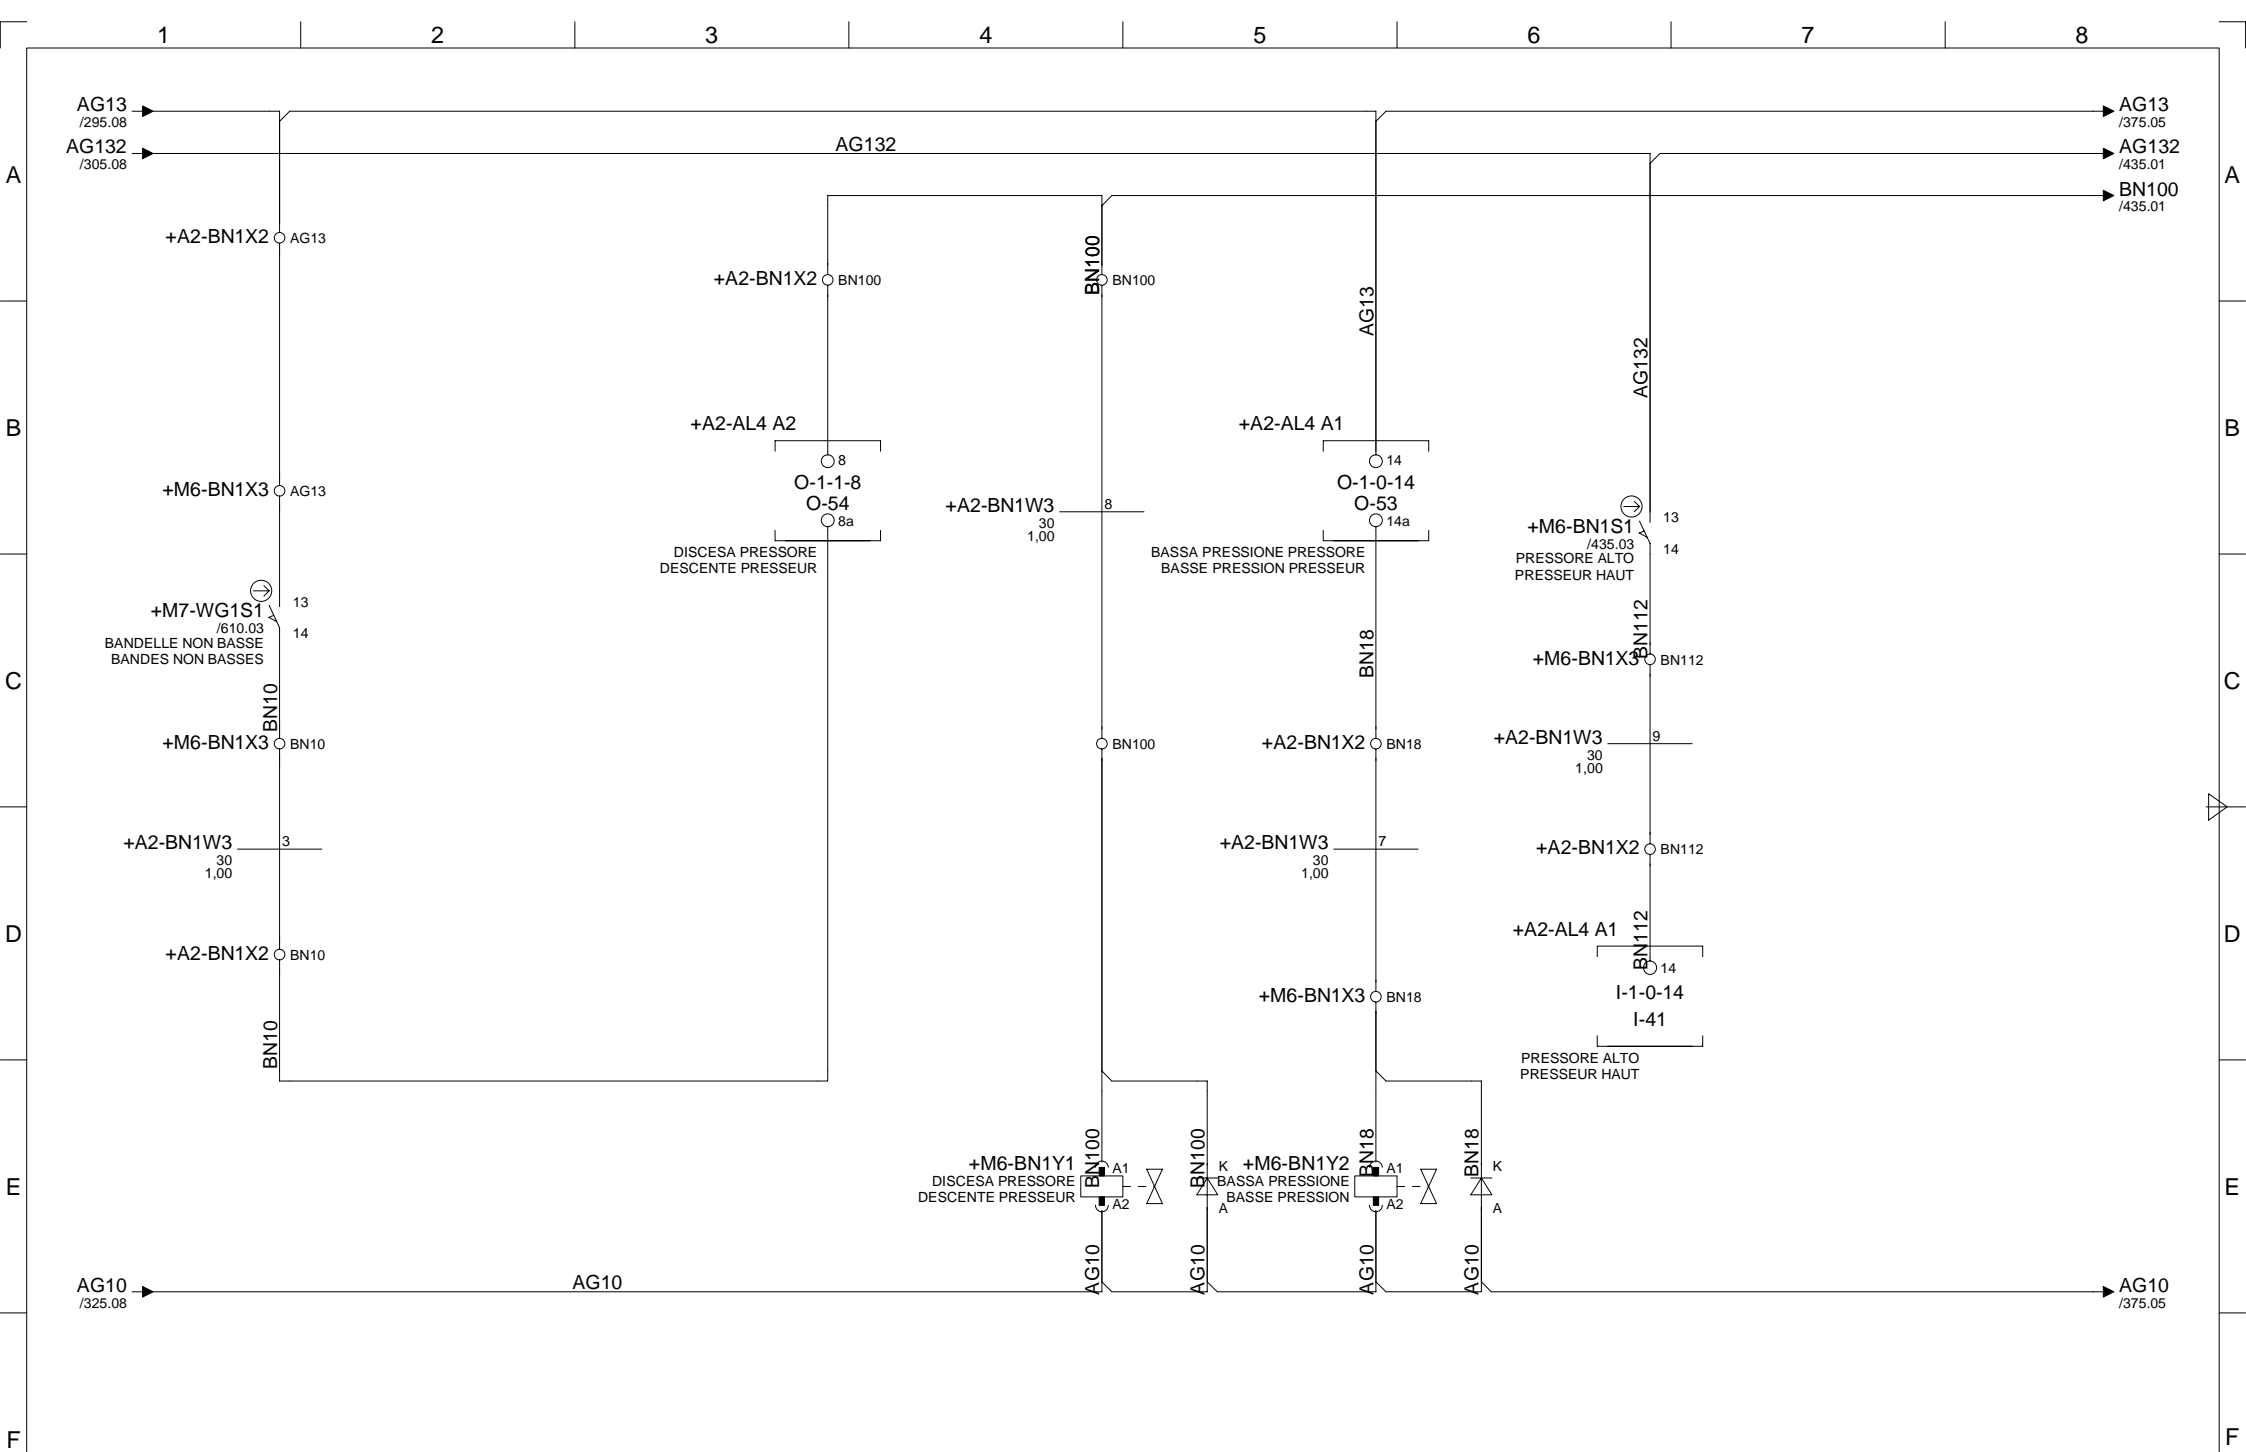 1 2 3 4 5 6 7 8
AG13
/295.08
AG13
/375.05
AG132
/305.08
AG132
AG132
/435.01
A
A
BN100
/435.01
+A2-BN1X2 AG13
+A2-BN1X2 BN100
BN100
BN100
AG13
AG132
B
B
+A2-AL4 A2
8
O-1-1-8
O-54
8a
DISCESA PRESSORE
DESCENTE PRESSEUR
+A2-AL4 A1
14
O-1-0-14
O-53
14a
BASSA PRESSIONE PRESSORE
BASSE PRESSION PRESSEUR
+M6-BN1X3 AG13
+A2-BN1W3 8
30
1,00
+M6-BN1S1
/435.03
13
14
PRESSORE ALTO
PRESSEUR HAUT
+M7-WG1S1
/610.03
13
14
BANDELLE NON BASSE
BANDES NON BASSES
BN10
BN18
BN112
+M6-BN1X3 BN112
C
C
+M6-BN1X3 BN10
BN100
+A2-BN1X2 BN18
+A2-BN1W3 9
30
1,00
+A2-BN1W3 3
30
1,00
+A2-BN1W3 7
30
1,00
+A2-BN1X2 BN112
D
D
+A2-BN1X2 BN10
BN10
+M6-BN1X3 BN18
+A2-AL4 A1
BN112
14
I-1-0-14
I-41
PRESSORE ALTO
PRESSEUR HAUT
E
E
+M6-BN1Y1
DISCESA PRESSORE
DESCENTE PRESSEUR
BN100
A1
A2
BN100
K
A
+M6-BN1Y2
BASSA PRESSIONE
BASSE PRESSION
BN18
A1
A2
BN18
K
A
AG10
AG10
AG10
AG10
AG10
/325.08
AG10
AG10
/375.05
F
F